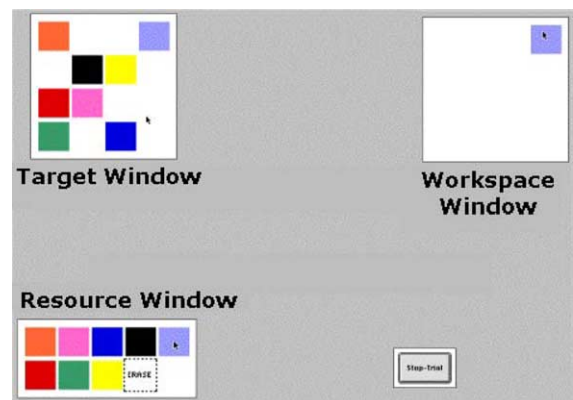 Target Window
Workspace
Window
Resource Window
ERASE
Stop-Trial